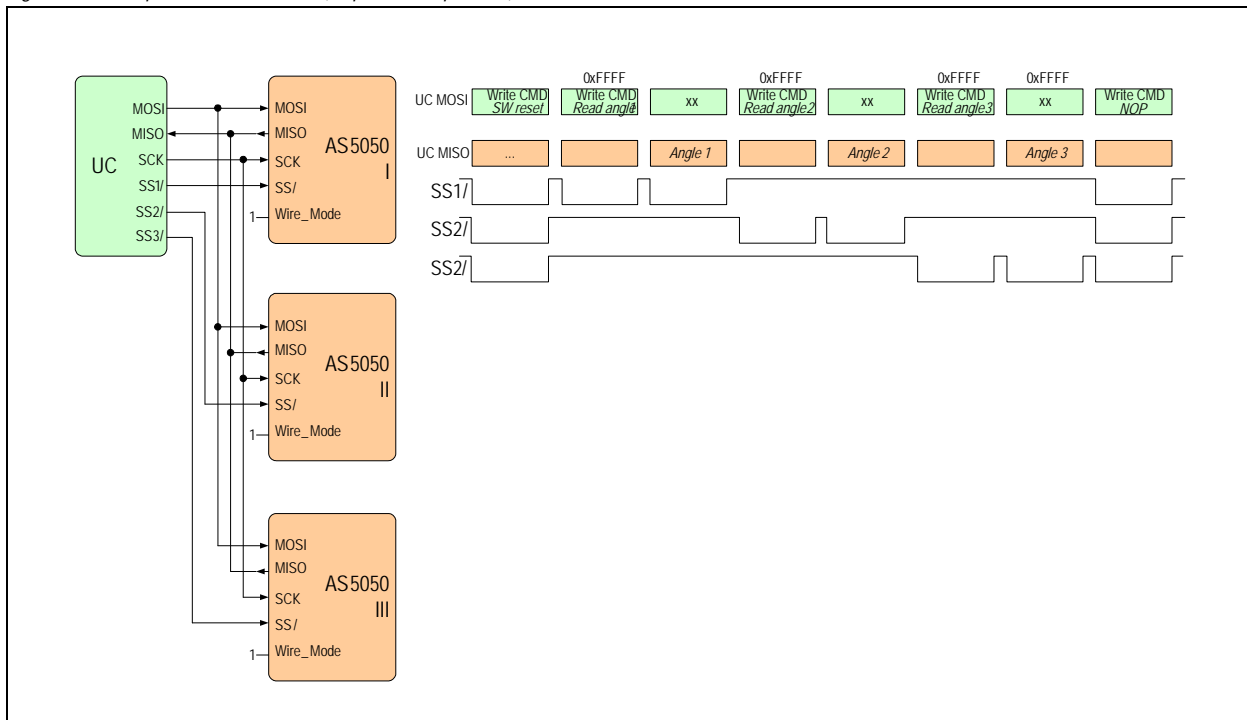 UC
MOSI
MISO
SCK
SS1/
SS2/
SS3/
MOSI
MISO
SCK
SS/
Wire_Mode
1
AS5050
I
MOSI
MISO
SCK
SS/
Wire_Mode
1
AS5050
II
MOSI
MISO
SCK
SS/
Wire_Mode
1
AS5050
III
0xFFFF 0xFFFF 0xFFFF 0xFFFF
UC MOSI
Write CMD
SW reset
Write CMD
Read angle1
xx
Write CMD
Read angle2
xx
Write CMD
Read angle3
xx
Write CMD
NOP
UC MISO ... Angle 1 Angle 2 Angle 3
SS1/
SS2/
SS2/